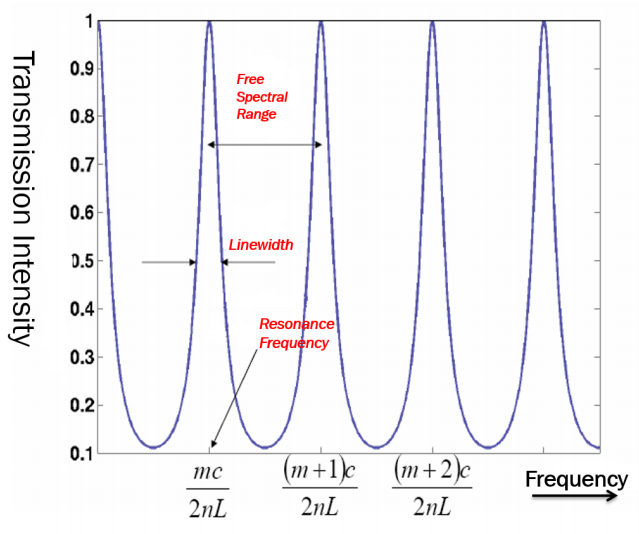 Transmission Intensity
1
0.9
0.8
0.7
0.6
0.5
0.4
0.3
0.2
0.1
Free
Spectral
Range
Linewidth
Resonance
Frequency
mc
2nL
(m+1)c
2nL
(m+2)c
2nL
Frequency